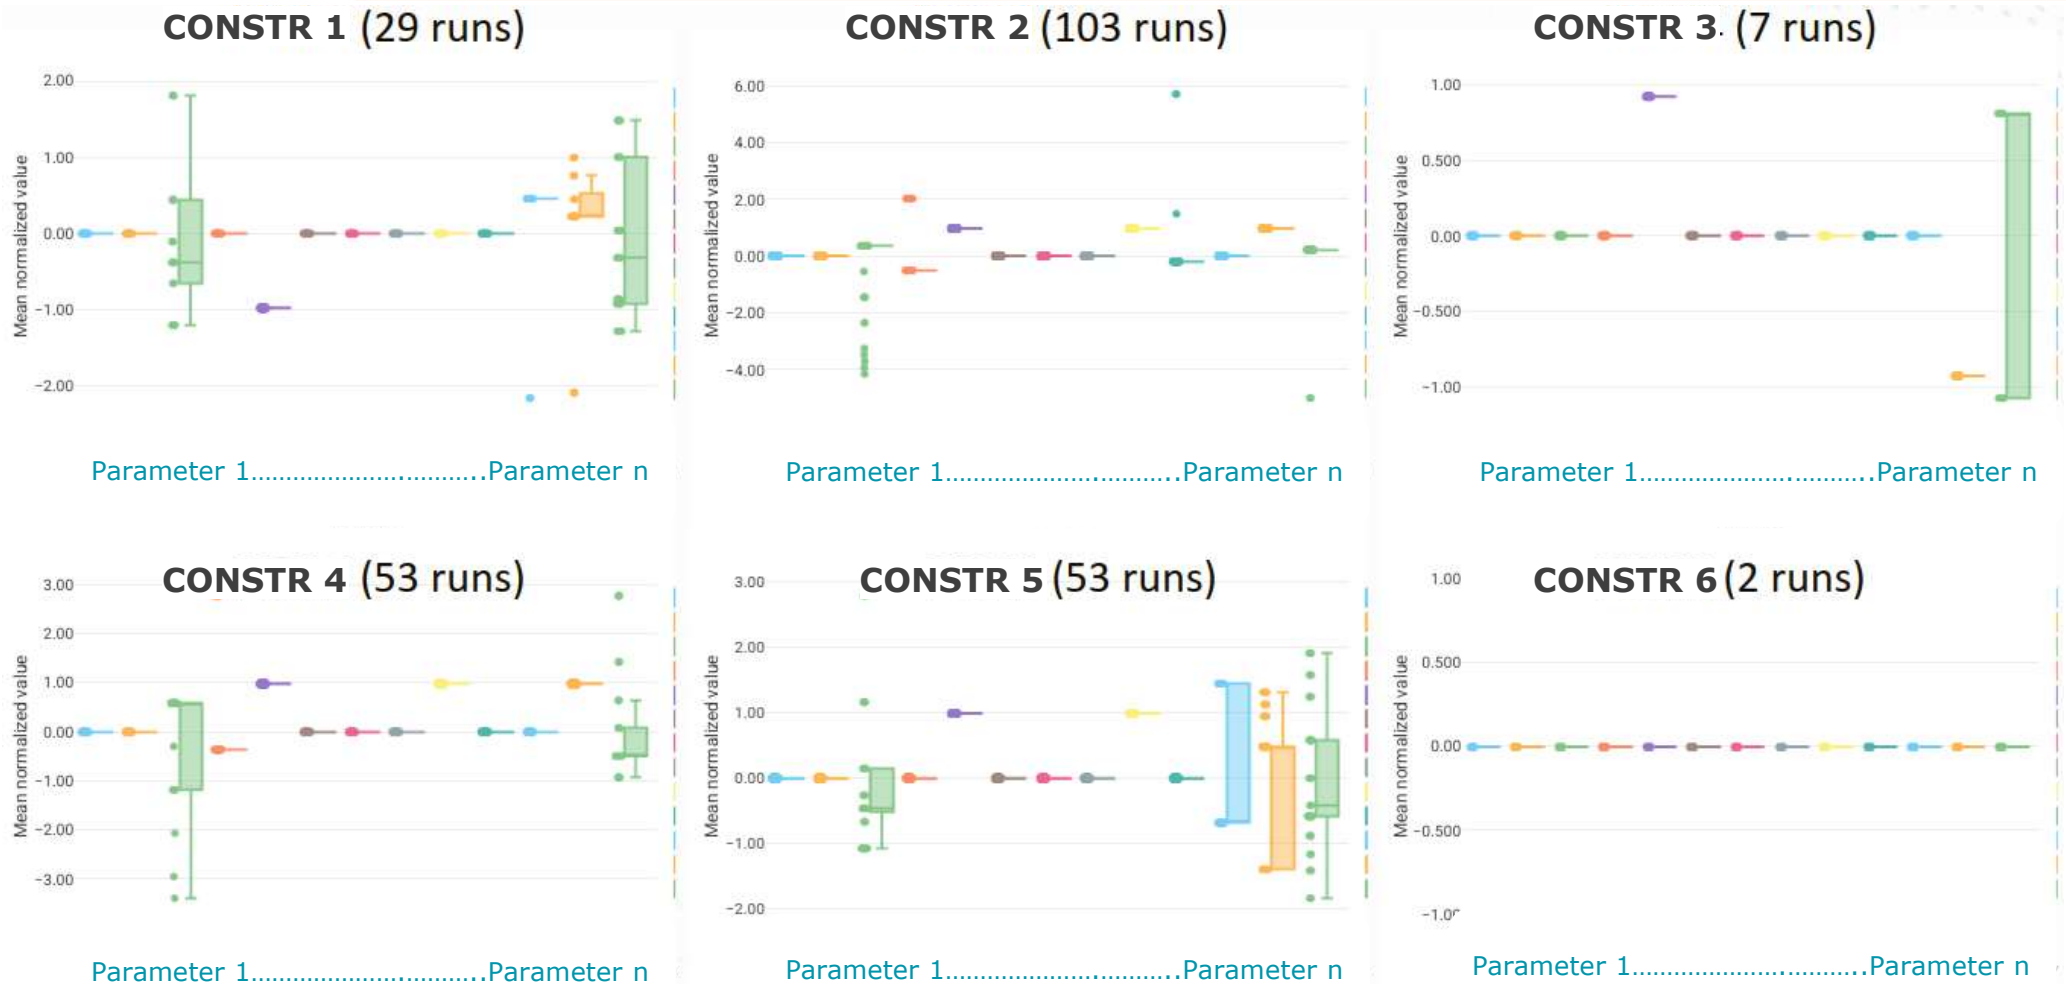 CONSTR 1 (29 runs)
2.00
1.00
0.00
−1.00
−2.00
Mean normalized value
Parameter 1..................................Parameter n
CONSTR 2 (103 runs)
6.00
4.00
2.00
0.00
−2.00
−4.00
Mean normalized value
Parameter 1..................................Parameter n
CONSTR 3. (7 runs)
1.00
0.500
0.00
−0.500
−1.00
Mean normalized value
Parameter 1..................................Parameter n
CONSTR 4 (53 runs)
3.00
2.00
1.00
0.00
−1.00
−2.00
−3.00
Mean normalized value
Parameter 1..................................Parameter n
CONSTR 5 (53 runs)
3.00
2.00
1.00
0.00
−1.00
−2.00
Mean normalized value
Parameter 1..................................Parameter n
CONSTR 6 (2 runs)
1.00
0.500
0.00
−0.500
Mean normalized value
Parameter 1..................................Parameter n